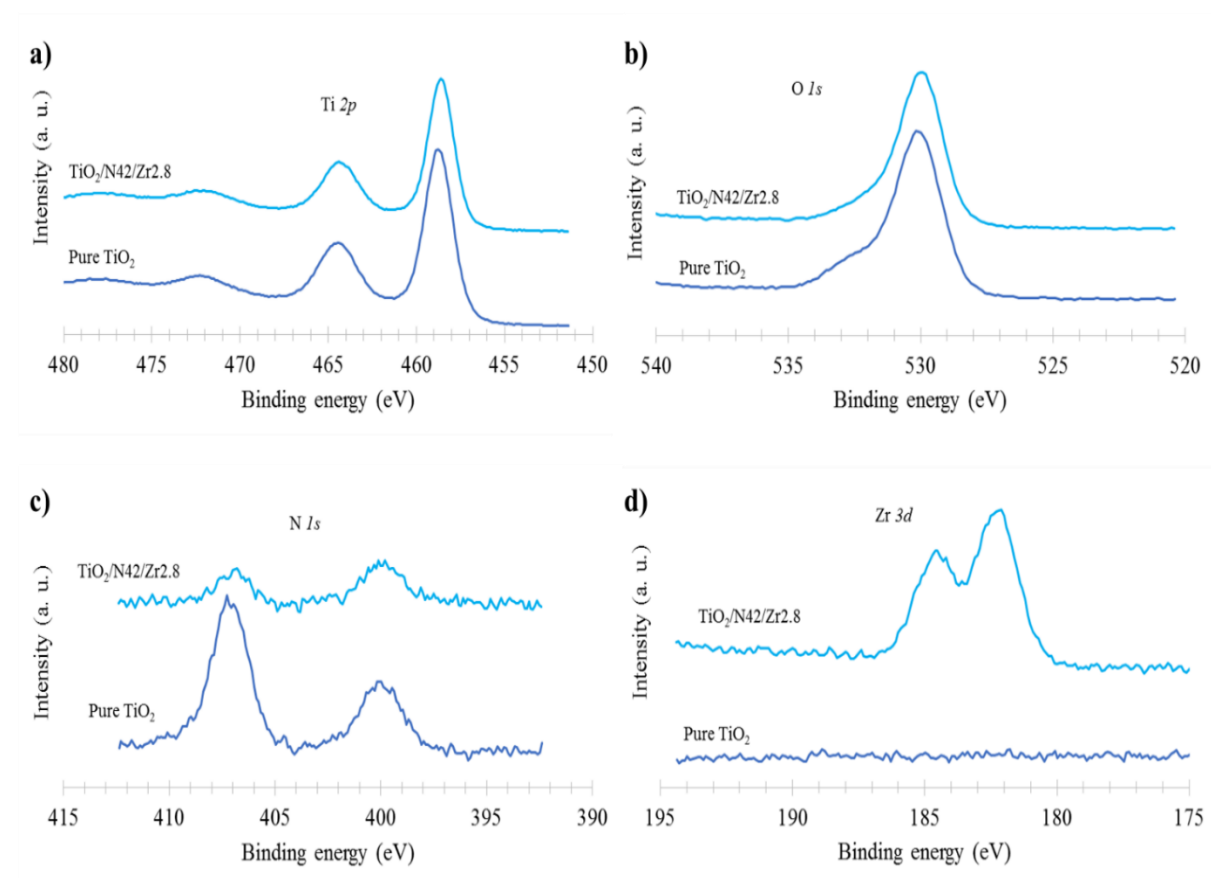 a)
Ti 2p
Intensity (a. u.)
TiO2/N42/Zr2.8
Pure TiO2
480 475 470 465 460 455 450
Binding energy (eV)
b)
O 1s
Intensity (a. u.)
TiO2/N42/Zr2.8
Pure TiO2
540 535 530 525 520
Binding energy (eV)
c)
N 1s
Intensity (a. u.)
TiO2/N42/Zr2.8
Pure TiO2
415 410 405 400 395 390
Binding energy (eV)
d)
Zr 3d
Intensity (a. u.)
TiO2/N42/Zr2.8
Pure TiO2
195 190 185 180 175
Binding energy (eV)